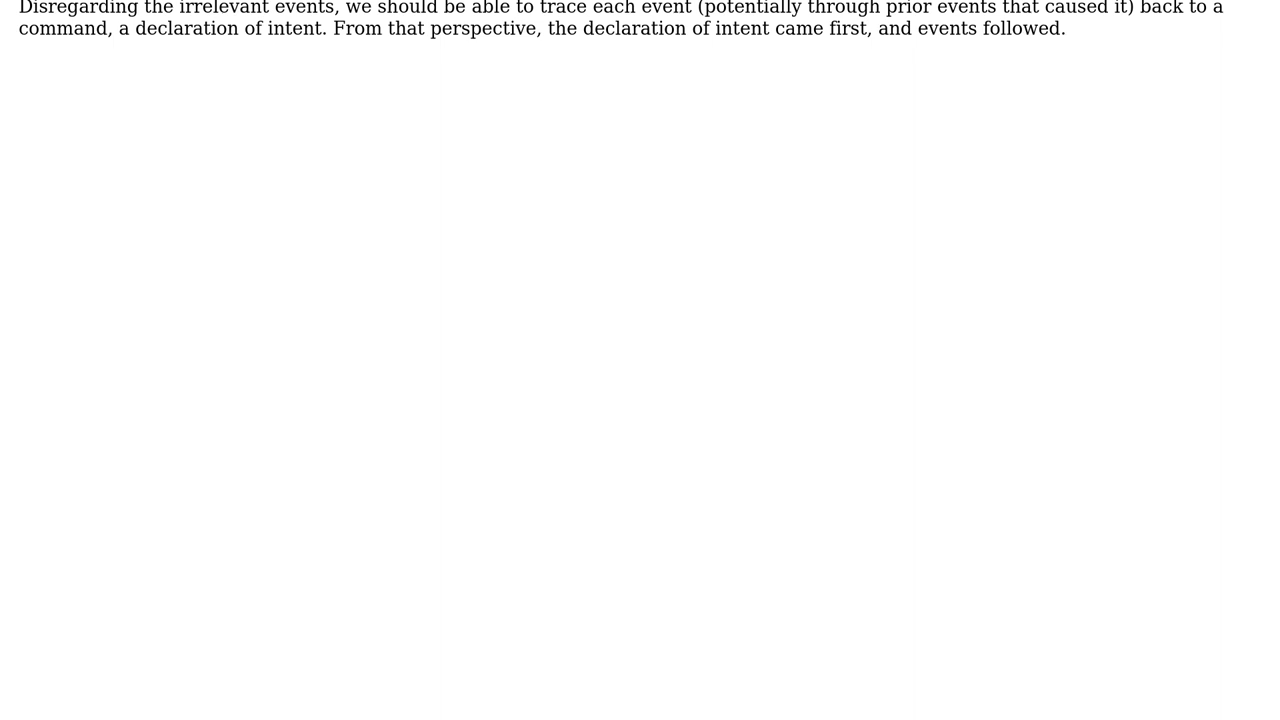 Disregarding the irrelevant events, we should be able to trace each event (potentially through prior events that caused it) back to a
command, a declaration of intent. From that perspective, the declaration of intent came first, and events followed.